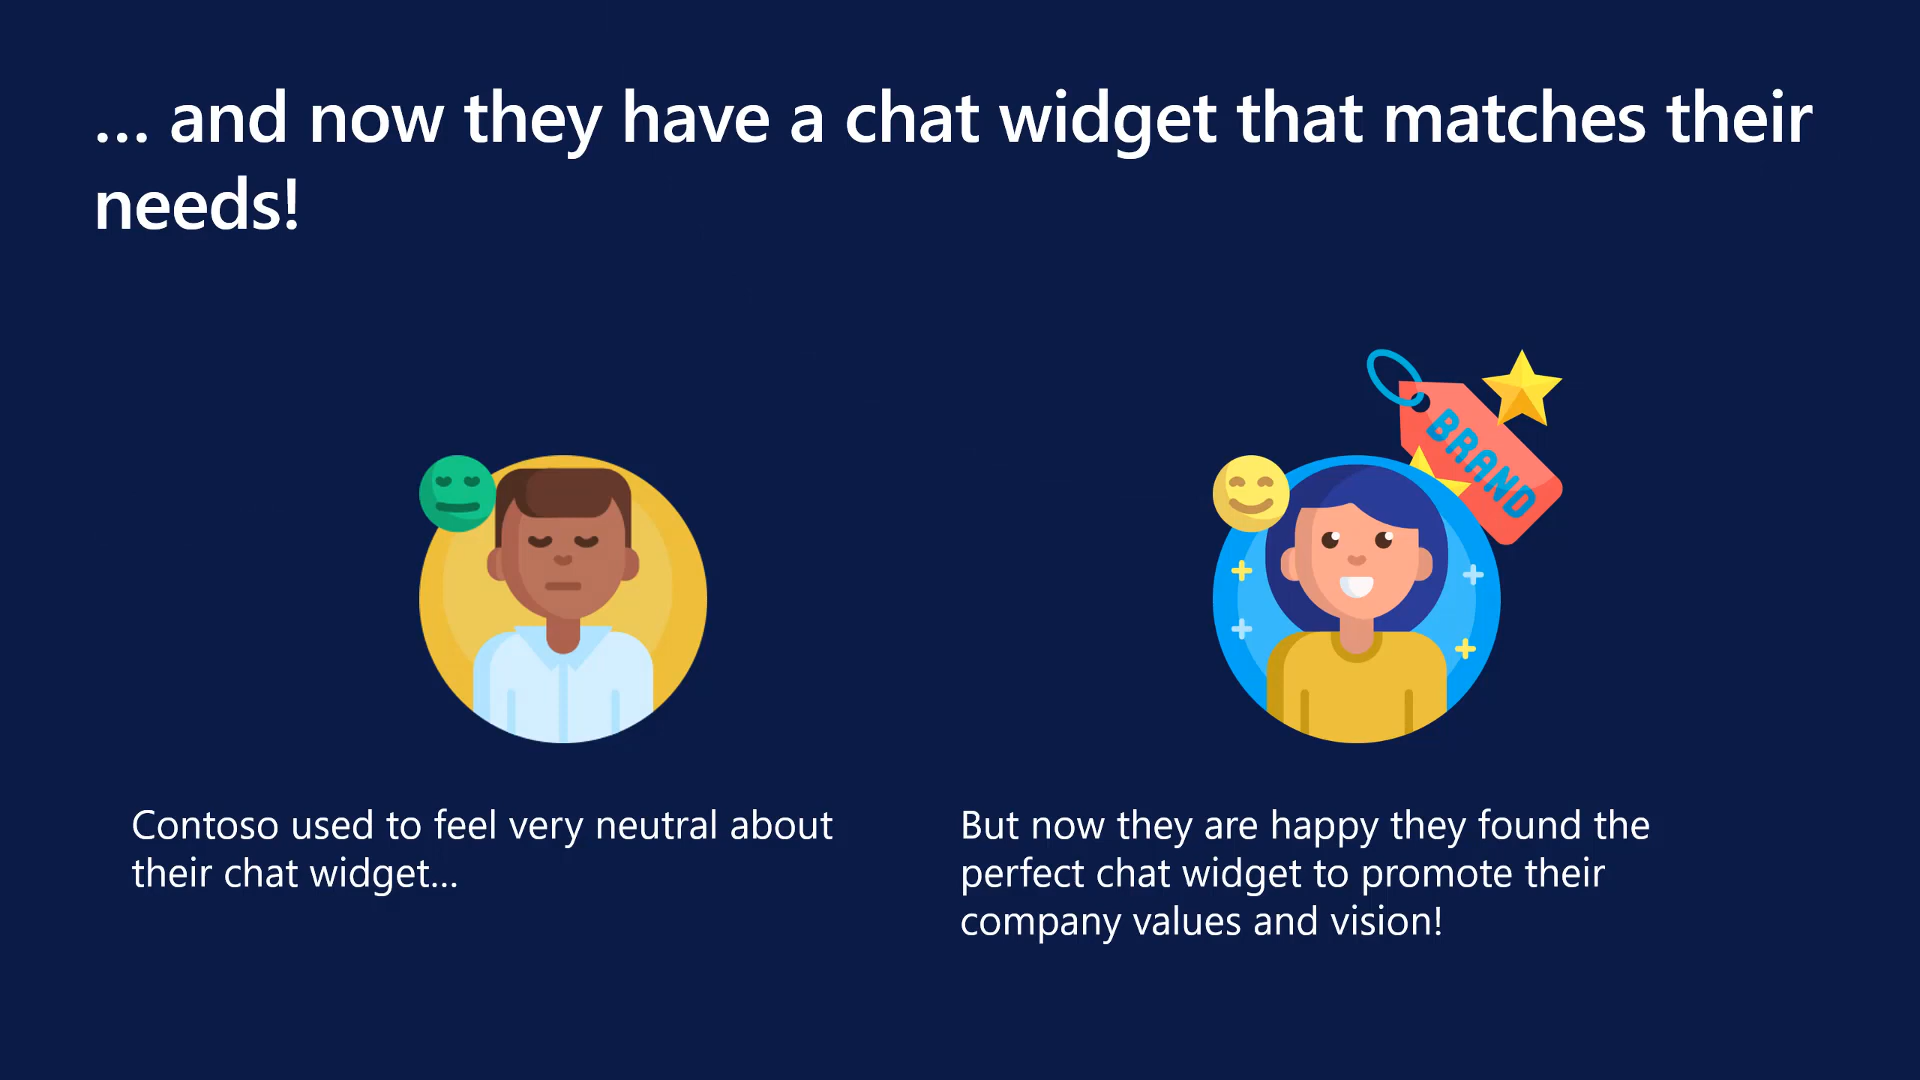 ... and now they have a chat widget that matches their
needs!
BRAND
Contoso used to feel very neutral about
their chat widget...
But now they are happy they found the
perfect chat widget to promote their
company values and vision!